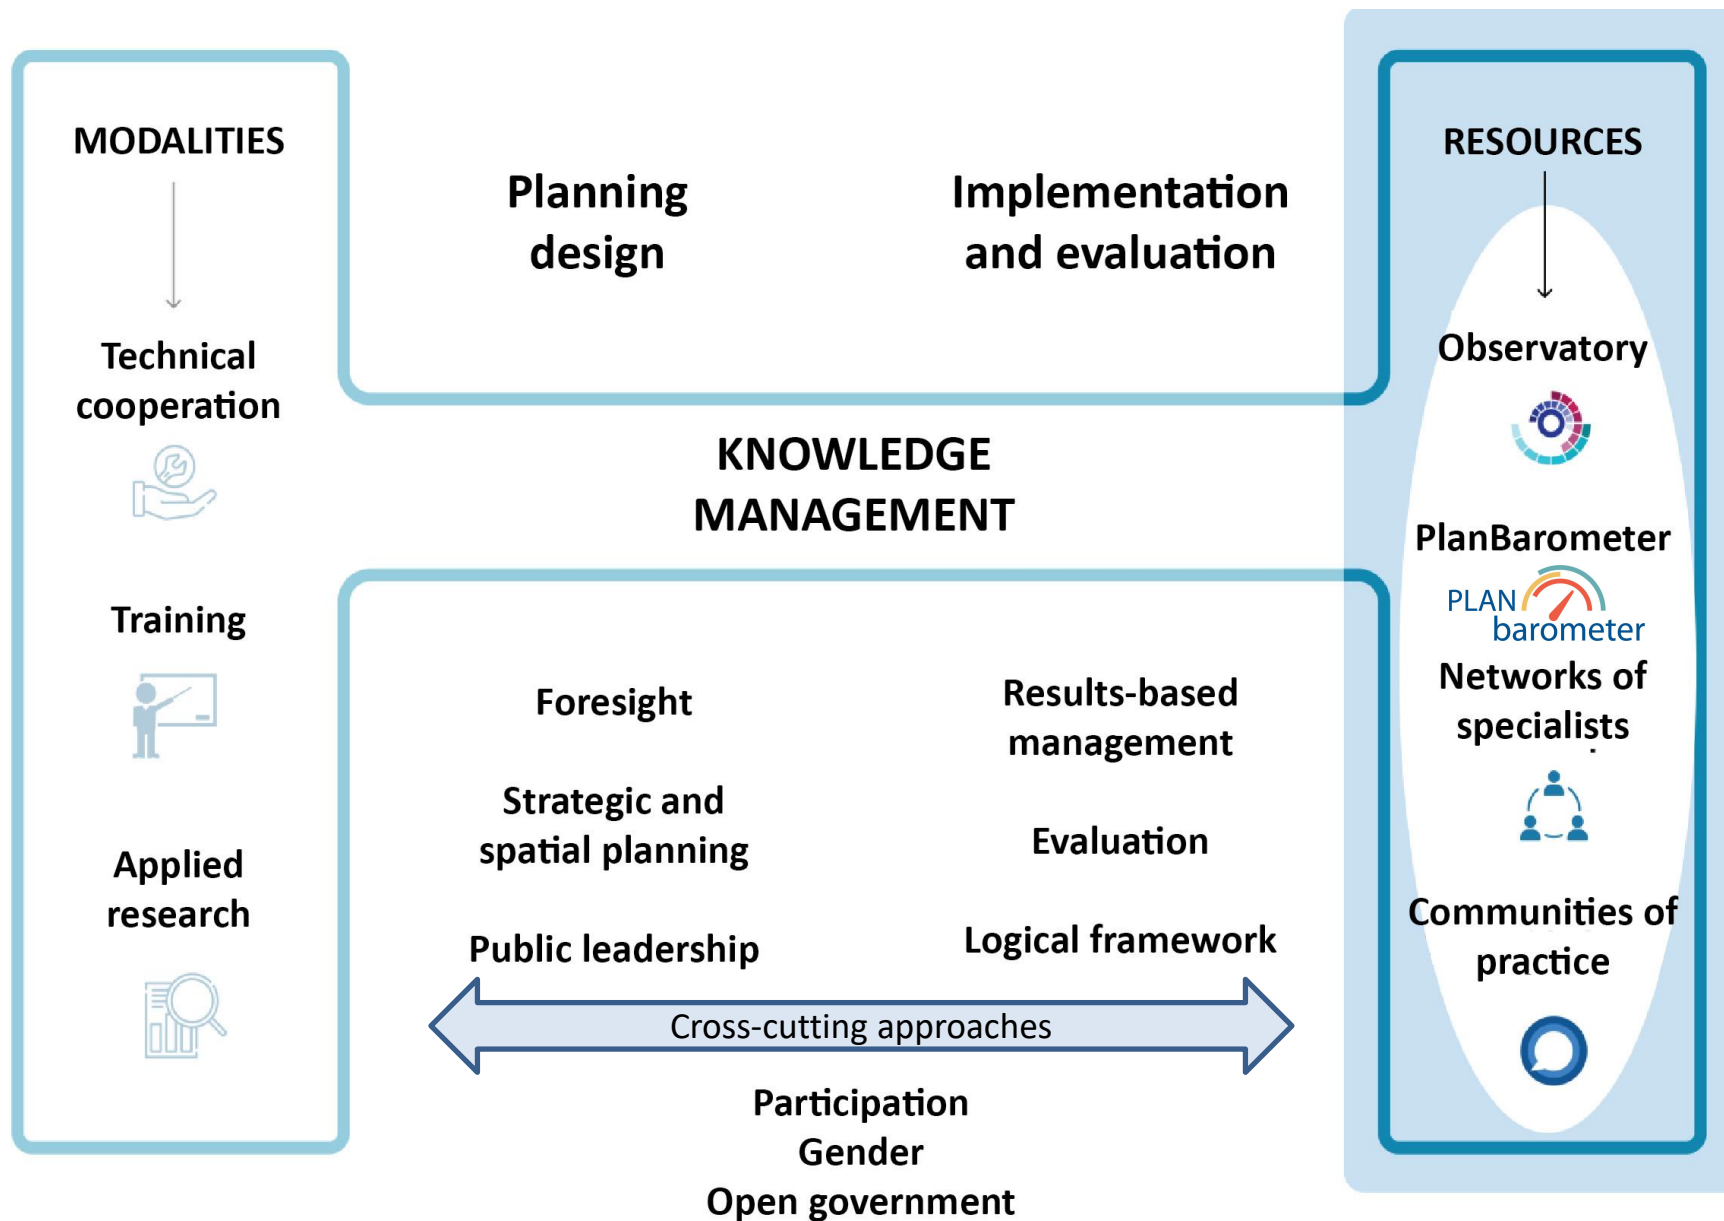 MODALITIES
Technical
cooperation
Training
Applied
research
Planning
design
Implementation
and evaluation
KNOWLEDGE
MANAGEMENT
Foresight
Strategic and
spatial planning
Public leadership
Results-based
management
Evaluation
Logical framework
Cross-cutting approaches
Participation
Gender
Open government
RESOURCES
Observatory
PlanBarometer
PLAN
barometer
Networks of
specialists
Communities of
practice